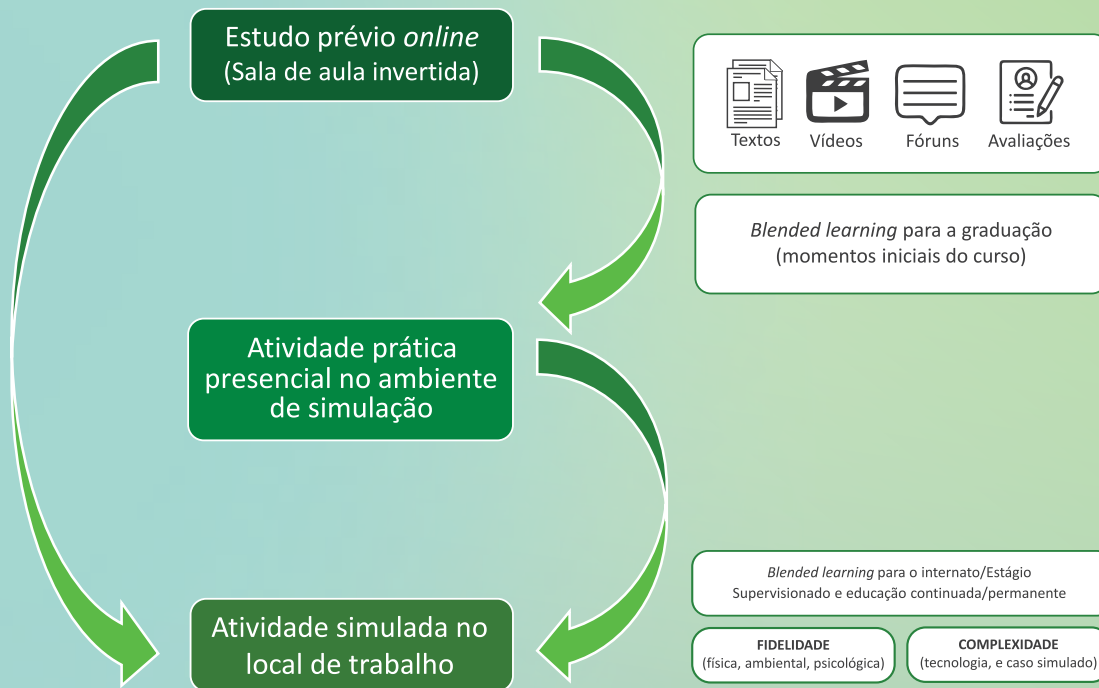 Estudo prévio online
(Sala de aula invertida)
Textos
Vídeos
Fóruns
Avaliações
Blended learning para a graduação
(momentos iniciais do curso)
Atividade prática
presencial no ambiente
de simulação
Blended learning para o internato/Estágio
Supervisionado e educação continuada/permanente
Atividade simulada no
local de trabalho
FIDELIDADE
(física, ambiental, psicológica)
COMPLEXIDADE
(tecnologia, e caso simulado)